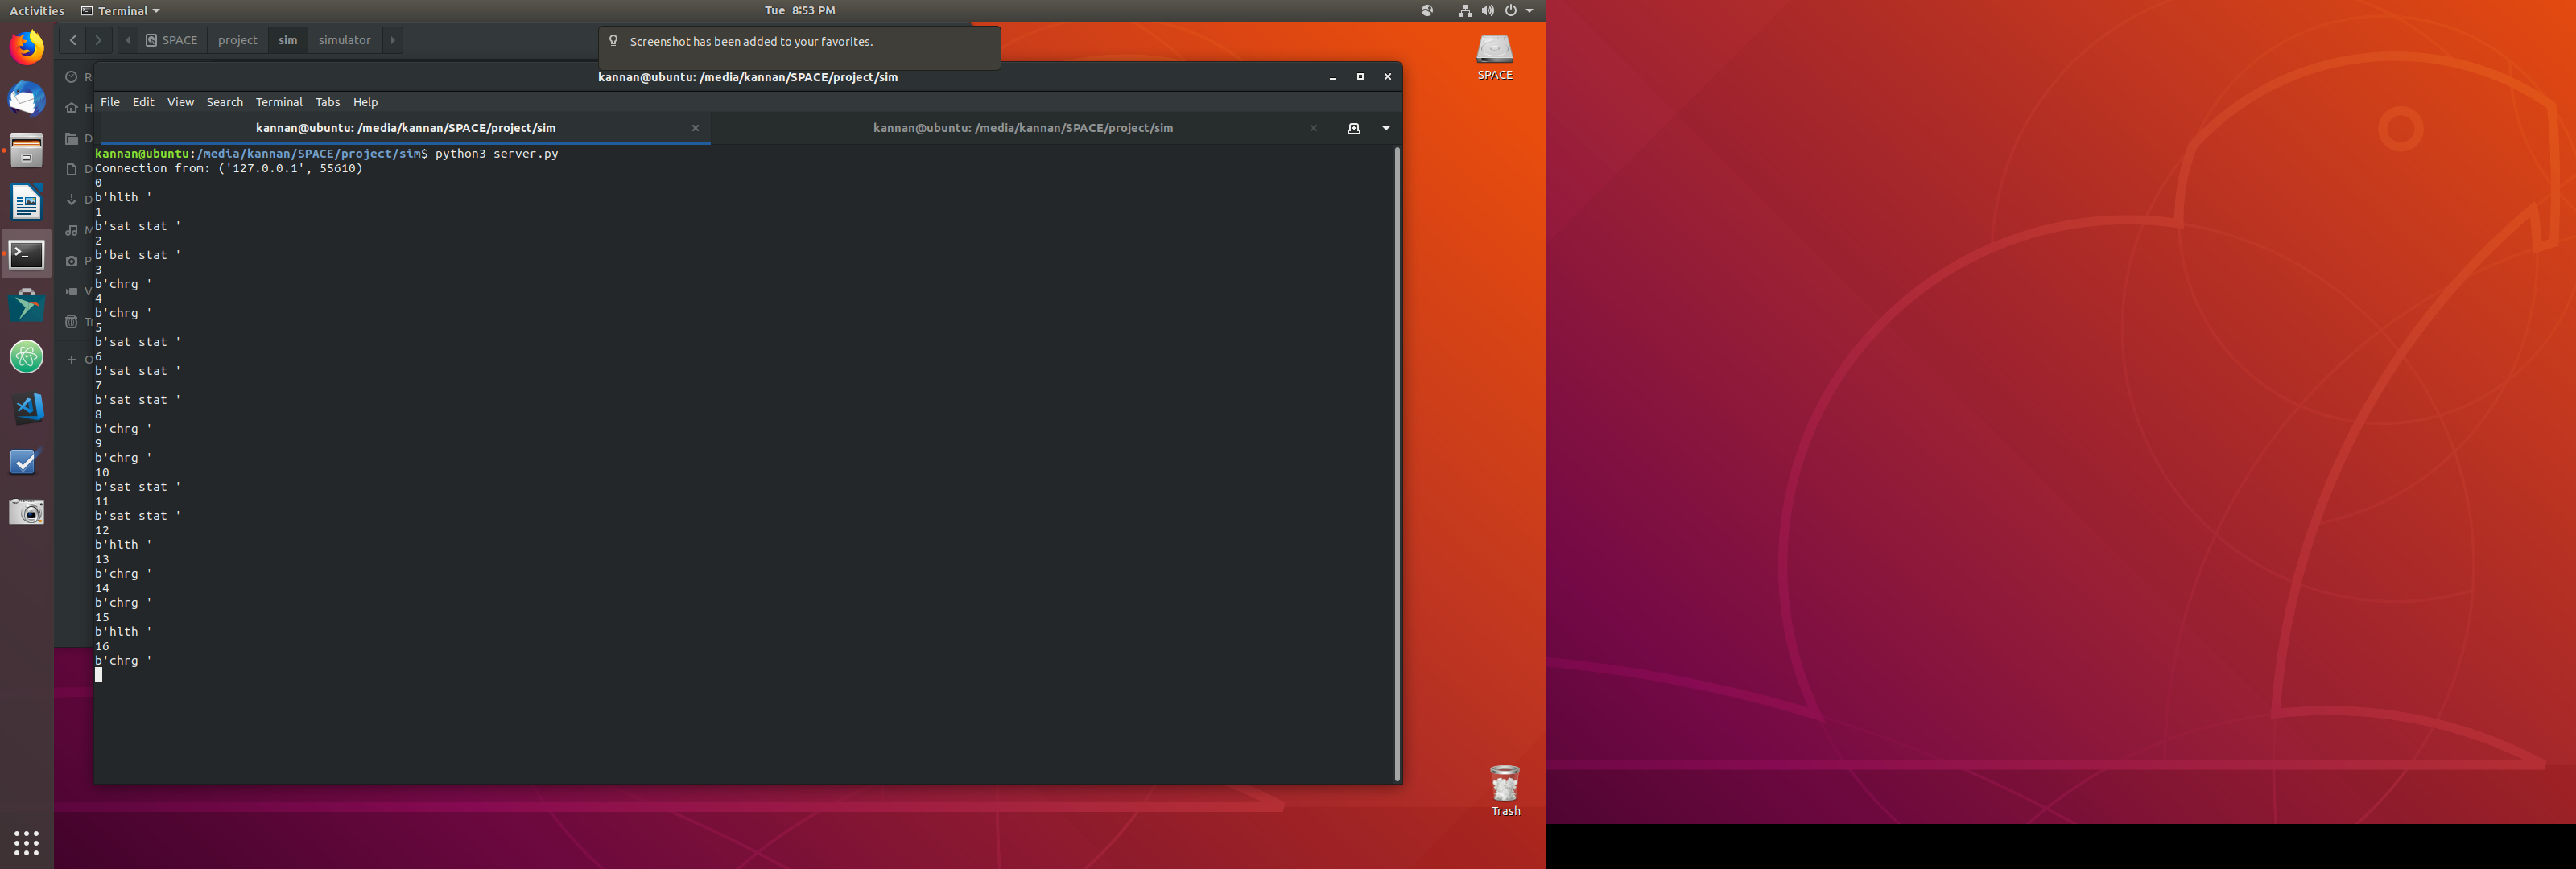 Activities Terminal Tue 8:53 PM
SPACE project sim simulator
Screenshot has been added to your favorites.
kannan@ubuntu: /media/kannan/SPACE/project/sim
File Edit View Search Terminal Tabs Help
kannan@ubuntu: /media/kannan/SPACE/project/sim kannan@ubuntu: /media/kannan/SPACE/project/sim
kannan@ubuntu:/media/kannan/SPACE/project/sim$ python3 server.py
Connection from: ('127.0.0.1', 55610)
0
b'hlth '
1
b'sat stat '
2
b'bat stat '
3
b'chrg '
4
b'chrg '
5
b'sat stat '
6
b'sat stat '
7
b'sat stat '
8
b'chrg '
9
b'chrg '
10
b'sat stat '
11
b'sat stat '
12
b'hlth '
13
b'chrg '
14
b'chrg '
15
b'hlth '
16
b'chrg '
SPACE
Trash